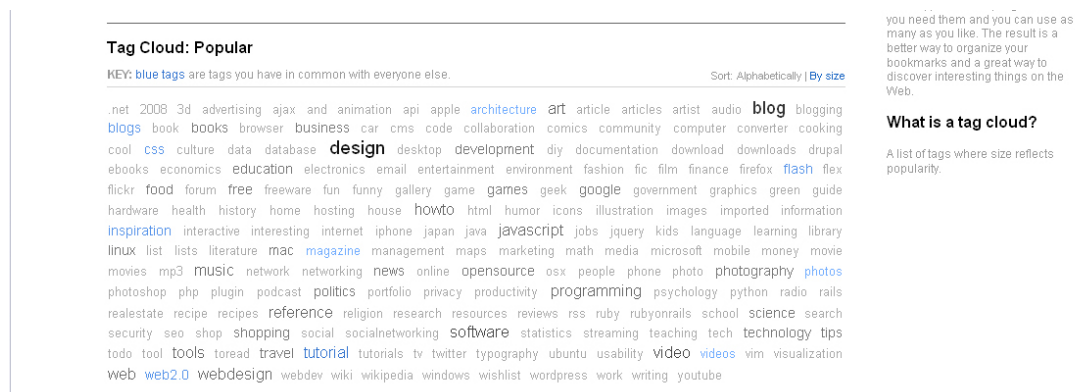 Tag Cloud: Popular
KEY: blue tags are tags you have in common with everyone else.
Sort: Alphabetically | By size
.net 2008 3d advertising ajax and animation api apple architecture art article articles artist audio blog blogging
blogs book books browser business car cms code collaboration comics community computer converter cooking
cool css culture data database design desktop development diy documentation download downloads drupal
ebooks economics education electronics email entertainment environment fashion fic film finance firefox flash flex
flickr food forum free freeware fun funny gallery game games geek google government graphics green guide
hardware health history home hosting house howto html humor icons illustration images imported information
inspiration interactive interesting internet iphone japan java javascript jobs jquery kids language learning library
linux list lists literature mac magazine management maps marketing math media microsoft mobile money movie
movies mp3 music network networking news online opensource osx people phone photo photography photos
photoshop php plugin podcast politics portfolio privacy productivity programming psychology python radio rails
realestate recipe recipes reference religion research resources reviews rss ruby rubyonrails school science search
security seo shop shopping social socialnetworking software statistics streaming teaching tech technology tips
todo tool tools toread travel tutorial tutorials tv twitter typography ubuntu usability video videos vim visualization
web web2.0 webdesign webdev wiki wikipedia windows wishlist wordpress work writing youtube
you need them and you can use as
many as you like. The result is a
better way to organize your
bookmarks and a great way to
discover interesting things on the
Web.
What is a tag cloud?
A list of tags where size reflects
popularity.